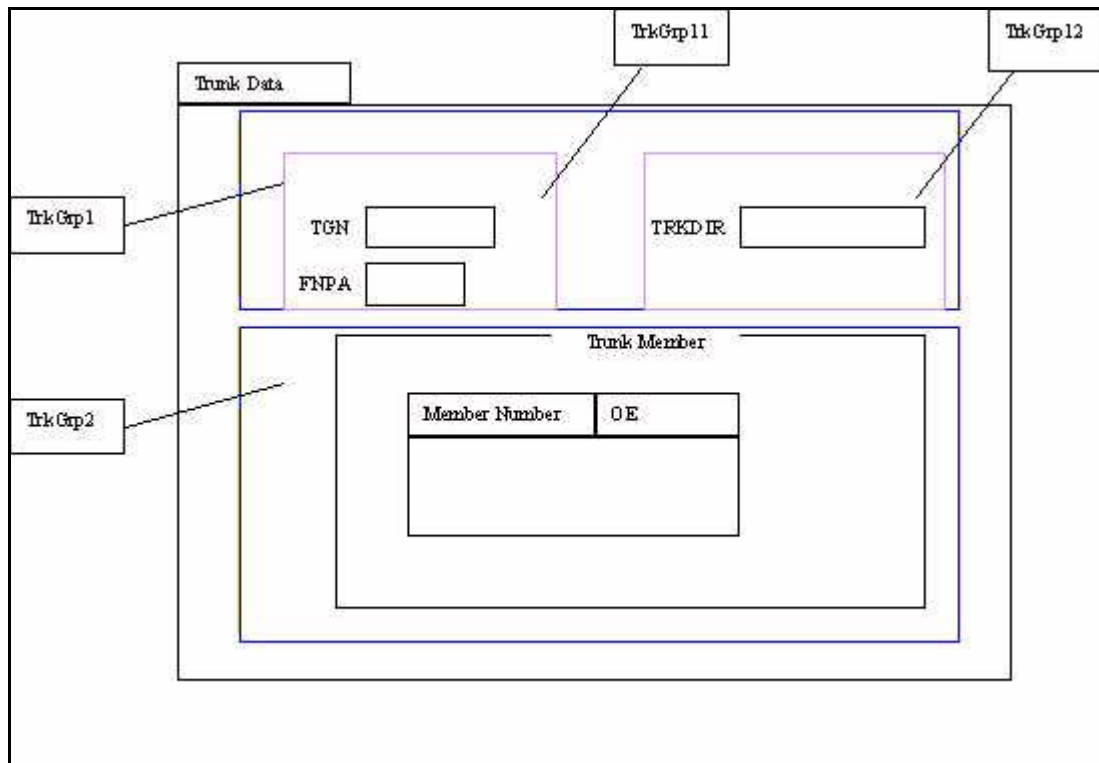 TrkGrp11
TrkGrp12
Trunk Data
TrkGrp1
TGN
TRKDIR
FNPA
Trunk Member
TrkGrp2
Member Number
OE